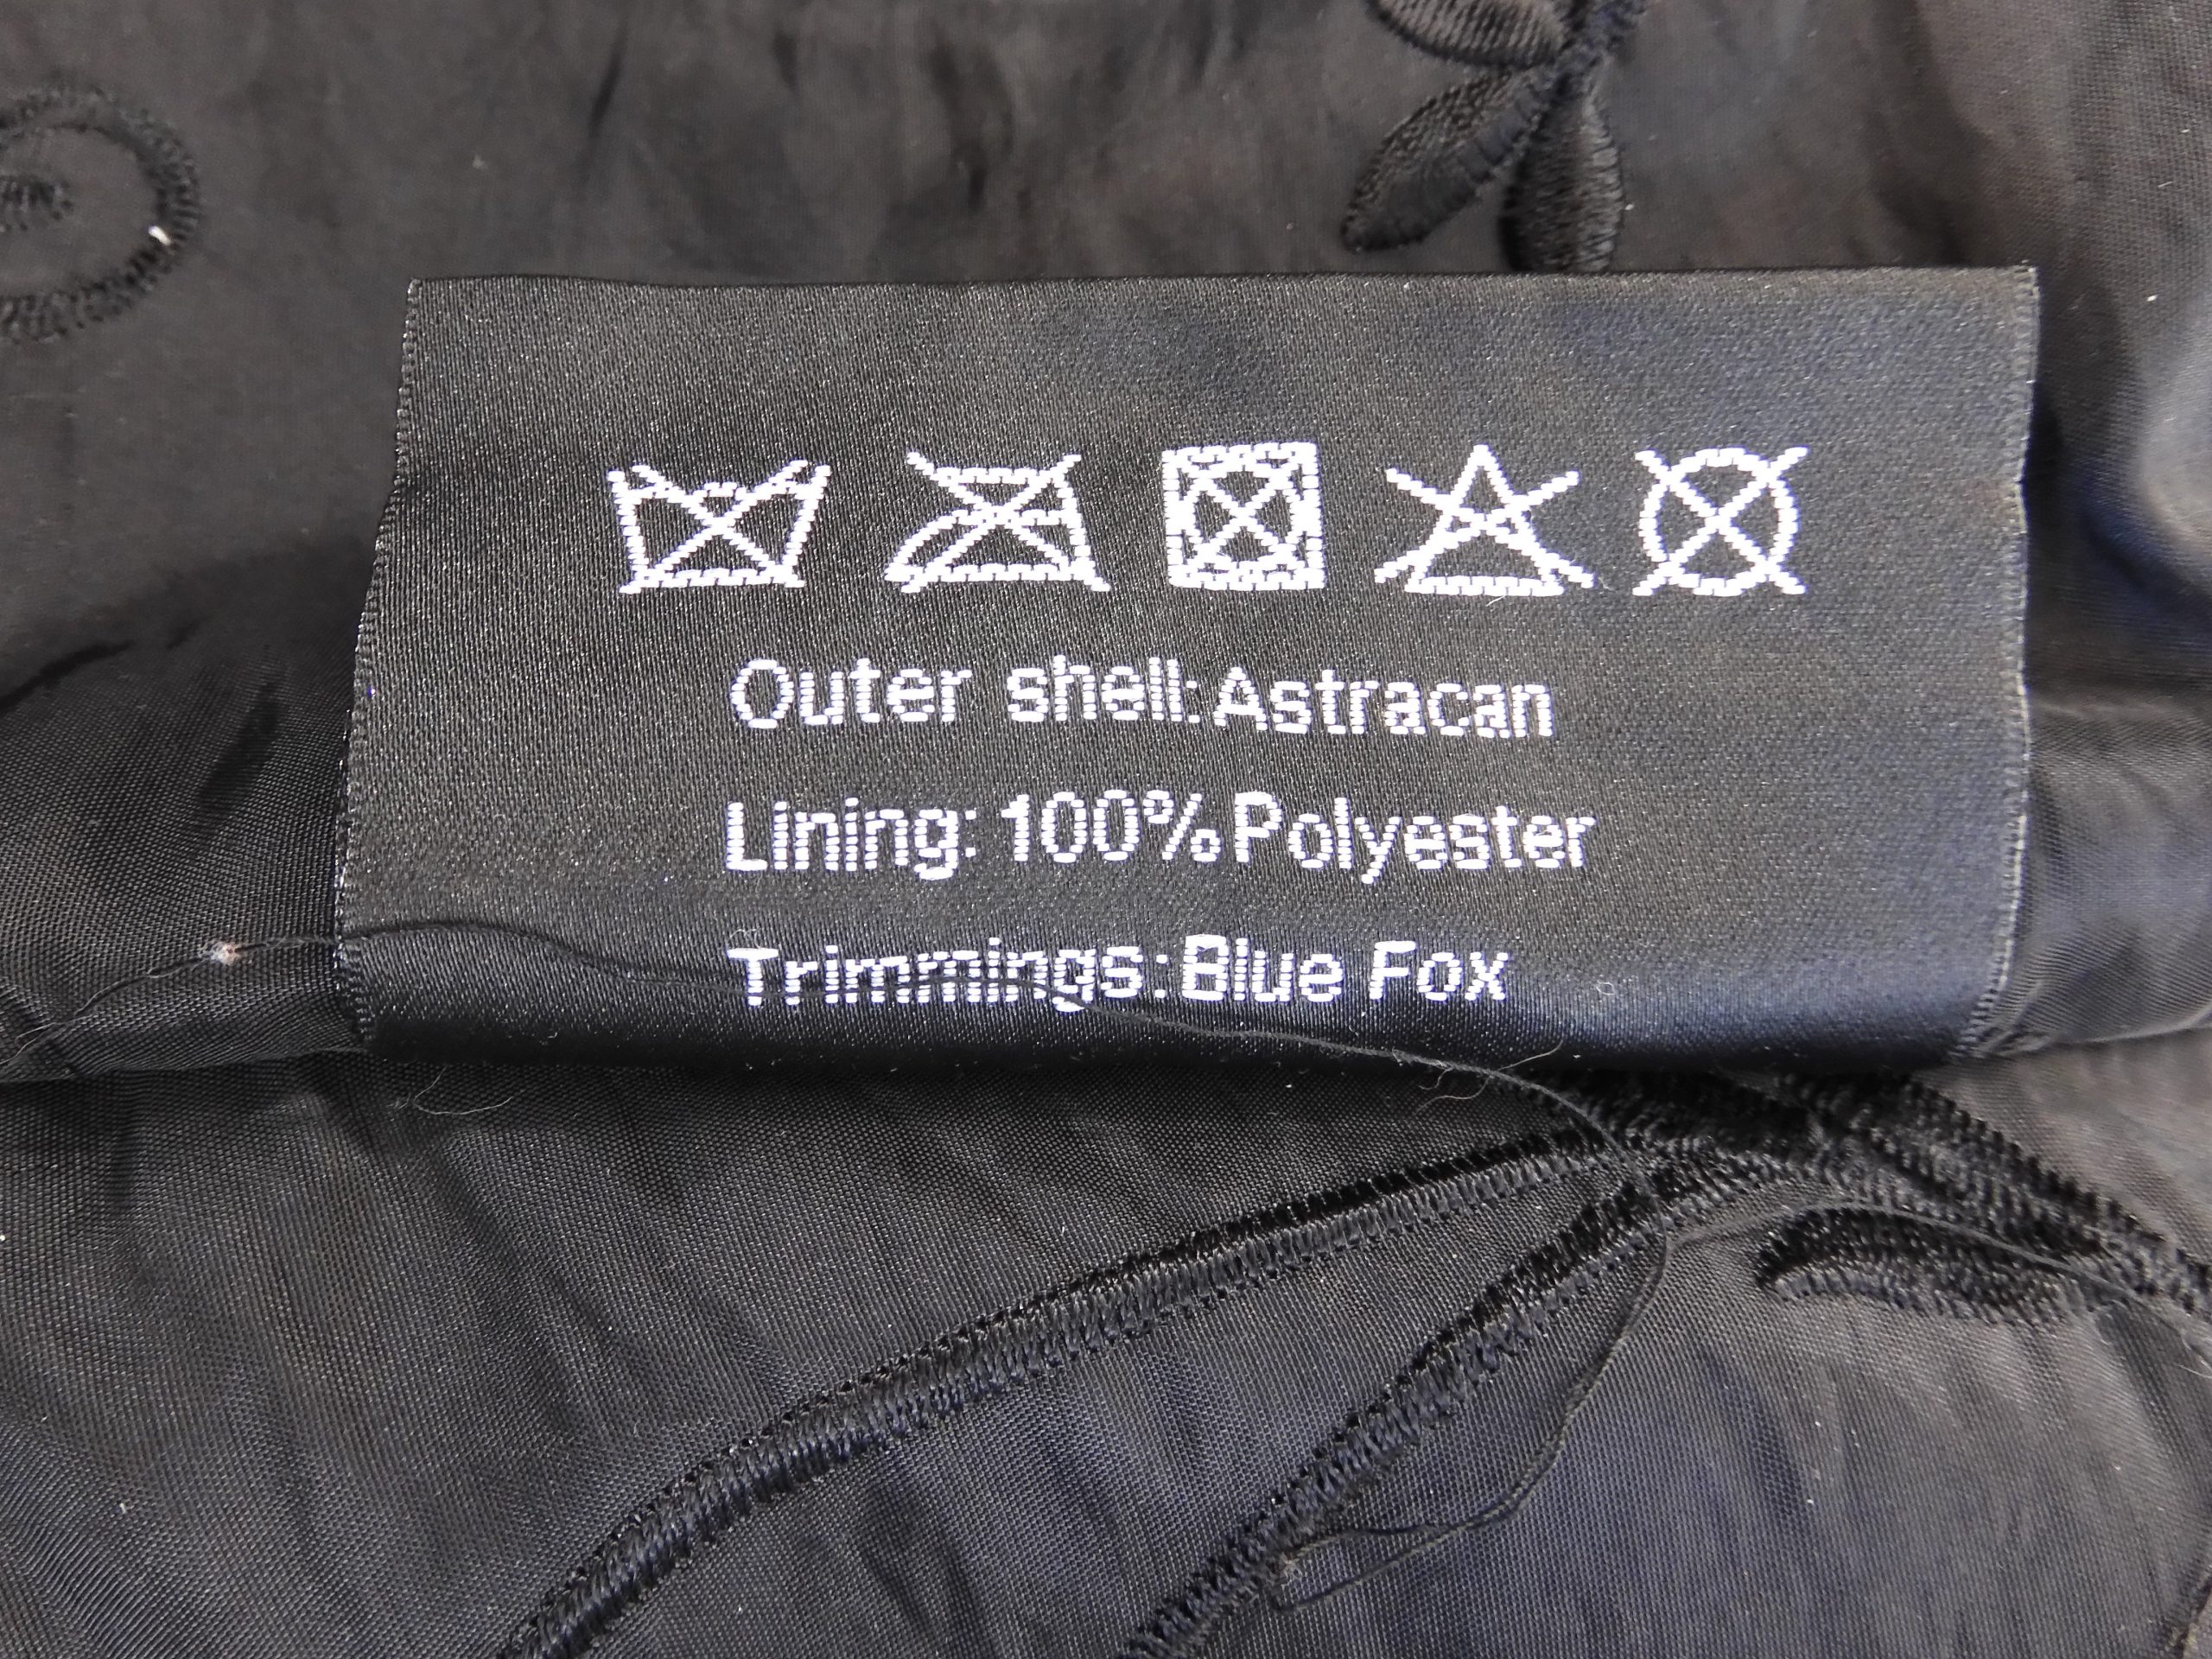 Outer shell: Astracan
Lining: 100% Polyester
Trimmings: Blue Fox